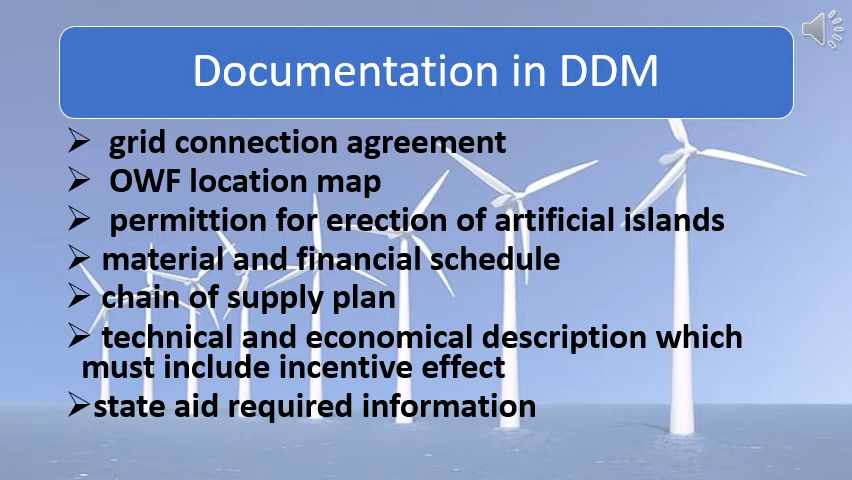 Documentation in DDM
➢ grid connection agreement
➢ OWF location map
➢ permittion for erection of artificial islands
➢ material and financial schedule
➢ chain of supply plan
➢ technical and economical description which
must include incentive effect
➢state aid required information